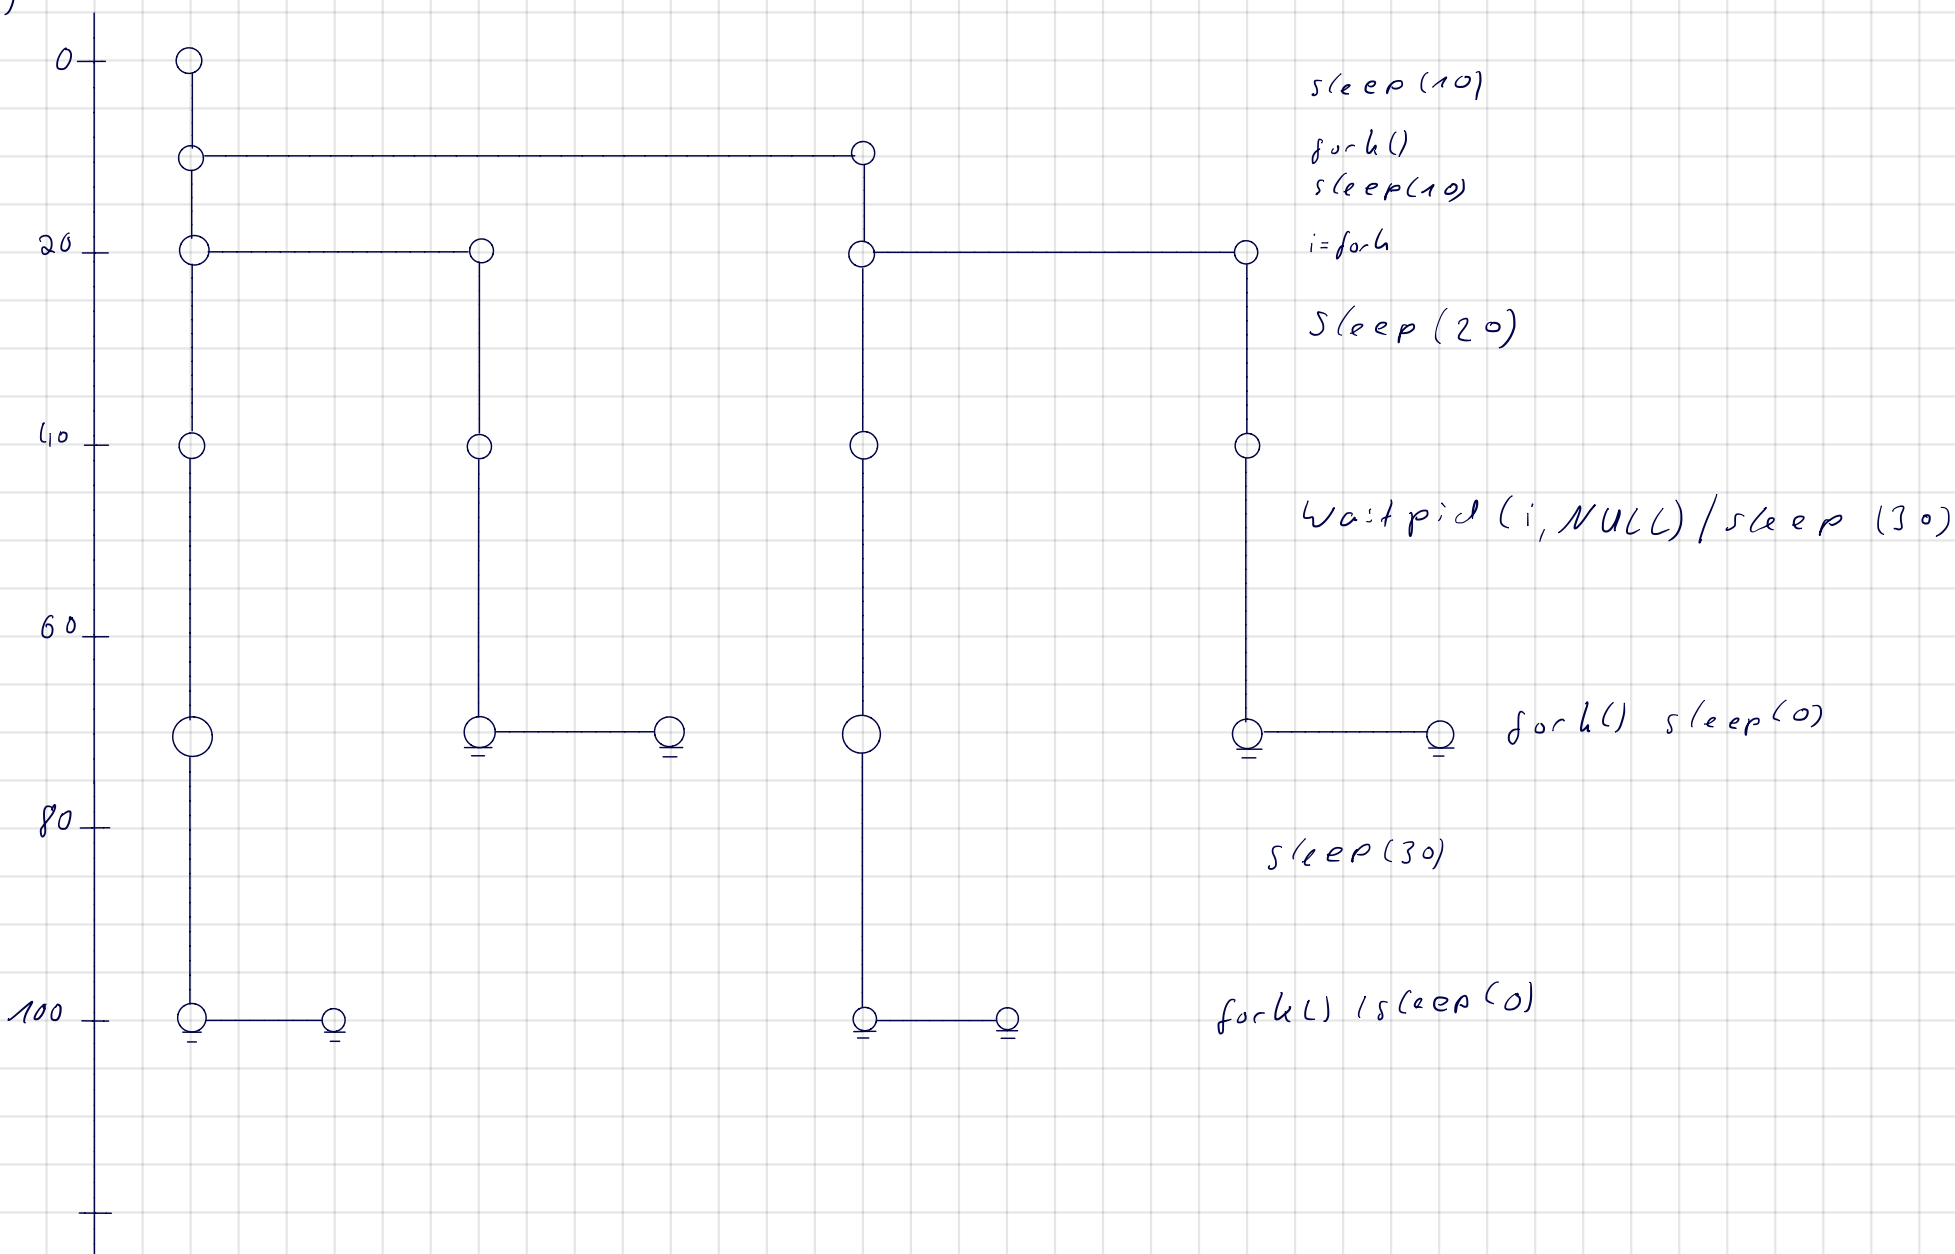 )
0
sleep (10)
fork()
sleep(10)
20
i=fork
Sleep (20)
40
Waitpid (i, NULL) / sleep (30)
60
fork() sleep(0)
80
sleep(30)
100
fork() / sleep(0)